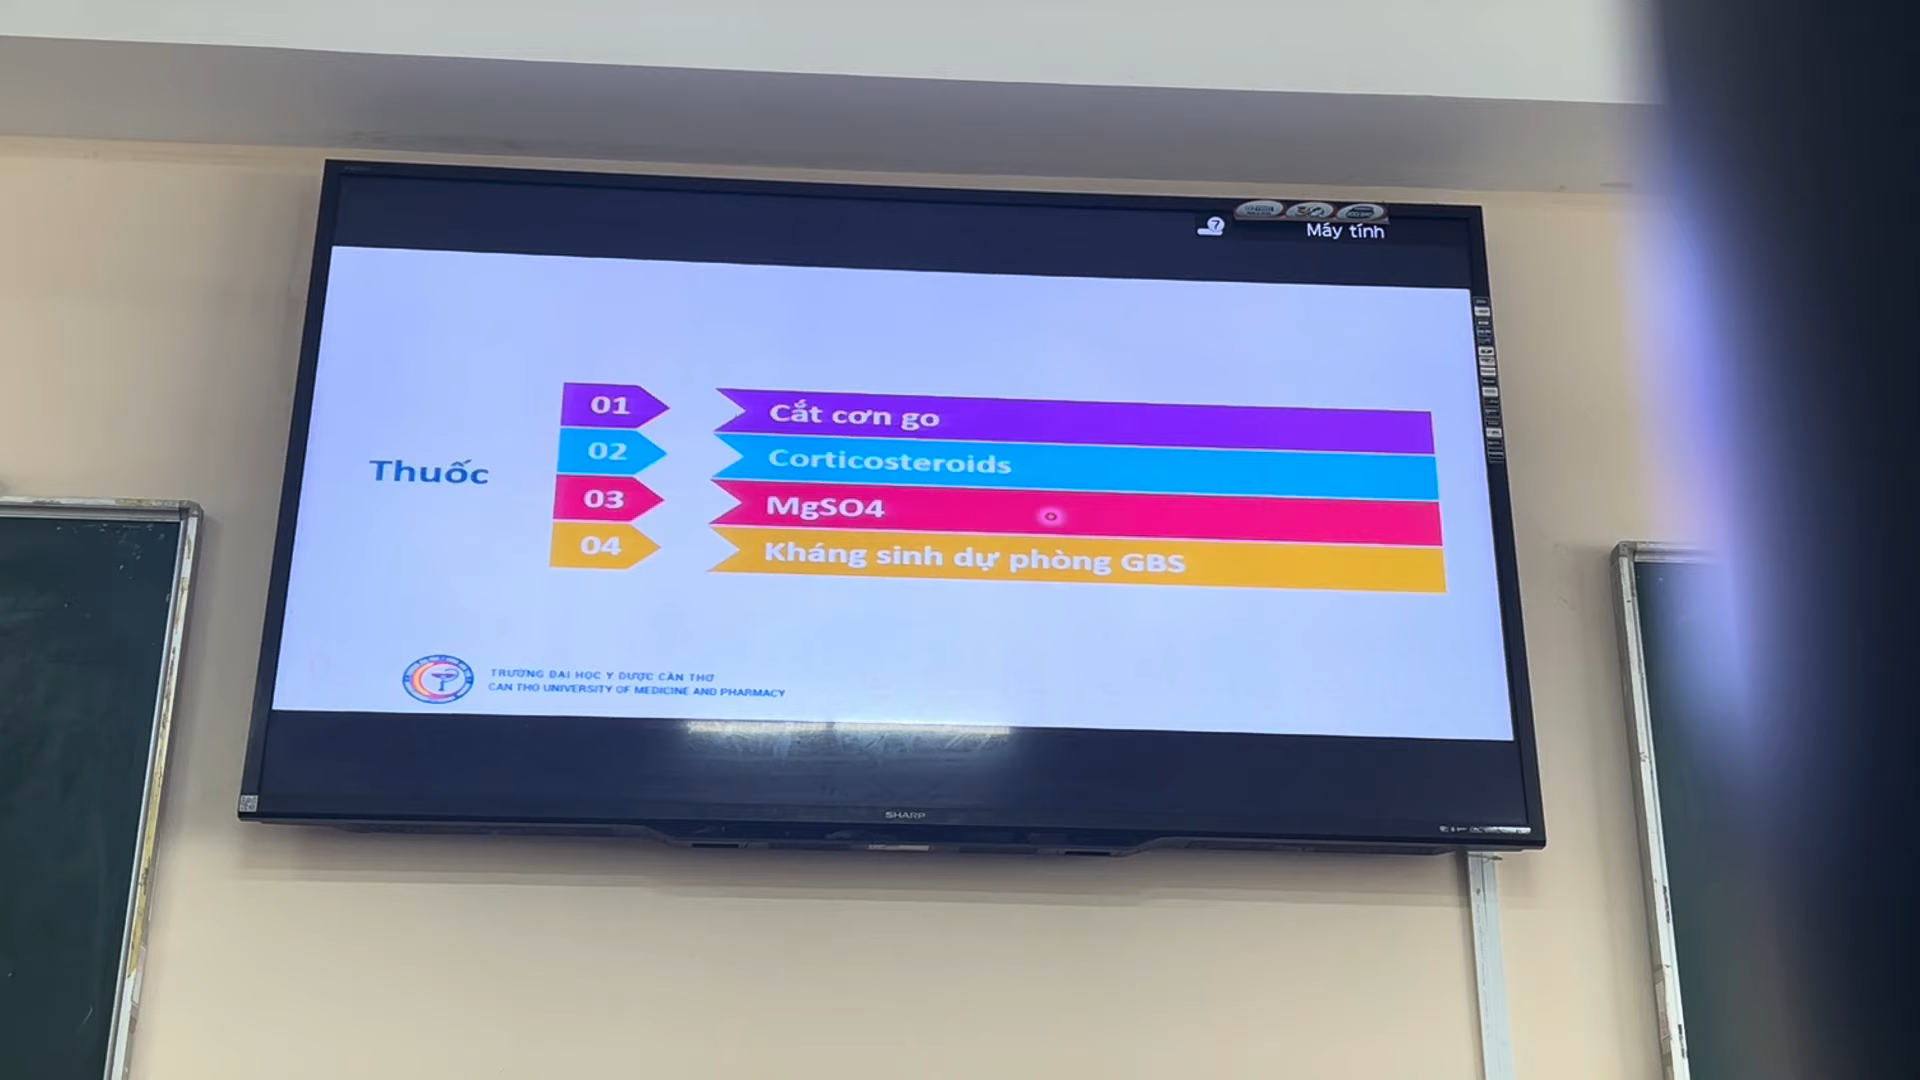 Máy tính
Thuốc
01 Cắt cơn go
02 Corticosteroids
03 MgSO4
04 Kháng sinh dự phòng GBS
TRƯỜNG ĐẠI HỌC Y DƯỢC CẦN THƠ
CAN THO UNIVERSITY OF MEDICINE AND PHARMACY
SHARP